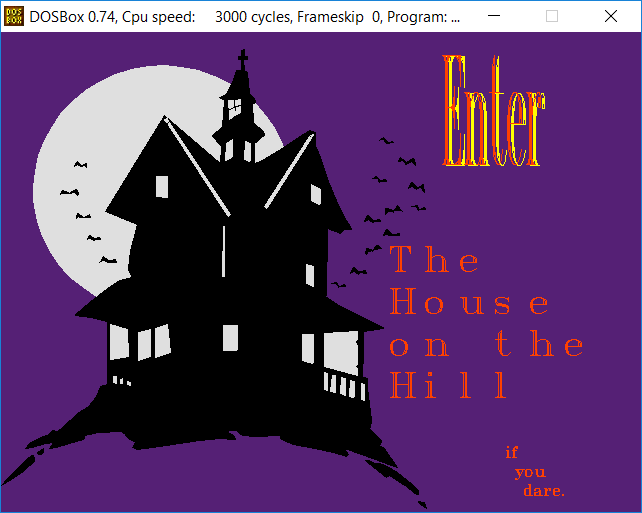 DOSBox 0.74, Cpu speed: 3000 cycles, Frameskip 0, Program: ...
Enter
The
House
on the
Hill
if
you
dare.